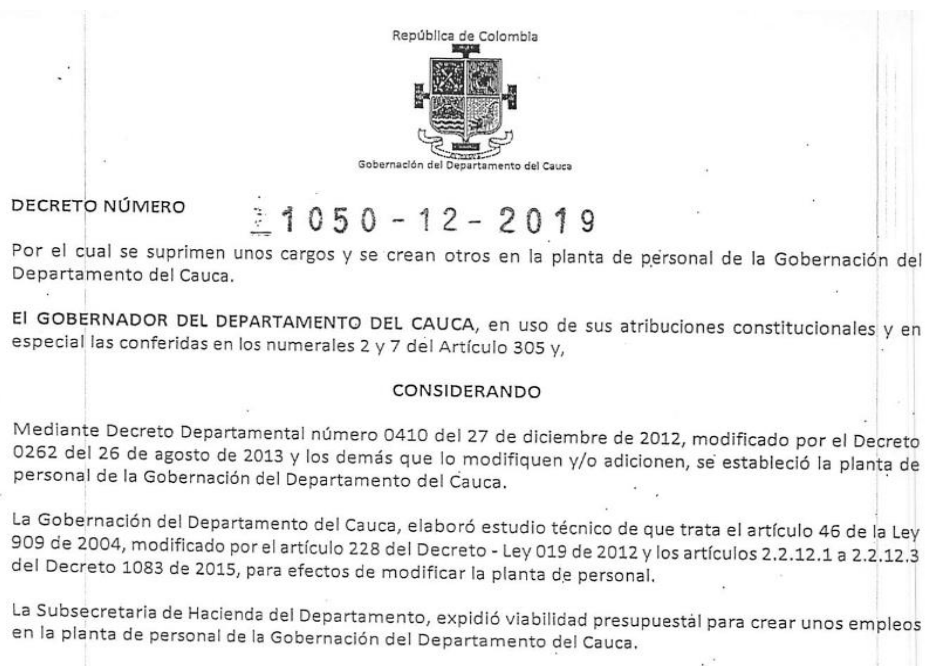 República de Colombia
Gobernación del Departamento del Cauca
DECRETO NÚMERO
1050-12-2019
Por el cual se suprimen unos cargos y se crean otros en la planta de personal de la Gobernación del
Departamento del Cauca.
El GOBERNADOR DEL DEPARTAMENTO DEL CAUCA, en uso de sus atribuciones constitucionales y en
especial las conferidas en los numerales 2 y 7 del Artículo 305 y,
CONSIDERANDO
Mediante Decreto Departamental número 0410 del 27 de diciembre de 2012, modificado por el Decreto
0262 del 26 de agosto de 2013 y los demás que lo modifiquen y/o adicionen, se estableció la planta de
personal de la Gobernación del Departamento del Cauca.
La Gobernación del Departamento del Cauca, elaboró estudio técnico de que trata el artículo 46 de la Ley
909 de 2004, modificado por el artículo 228 del Decreto - Ley 019 de 2012 y los artículos 2.2.12.1 a 2.2.12.3
del Decreto 1083 de 2015, para efectos de modificar la planta de personal.
La Subsecretaria de Hacienda del Departamento, expidió viabilidad presupuestal para crear unos empleos
en la planta de personal de la Gobernación del Departamento del Cauca.